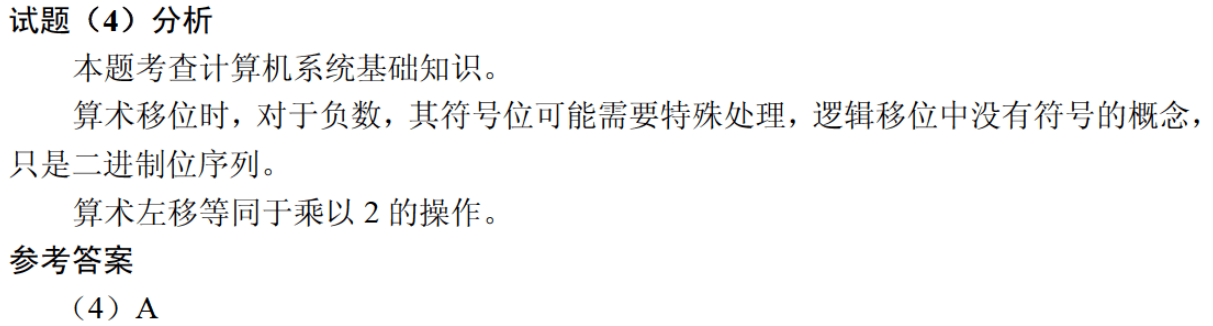 试题（4）分析
本题考查计算机系统基础知识。
算术移位时，对于负数，其符号位可能需要特殊处理，逻辑移位中没有符号的概念，
只是二进制位序列。
算术左移等同于乘以 2 的操作。
参考答案
（4）A